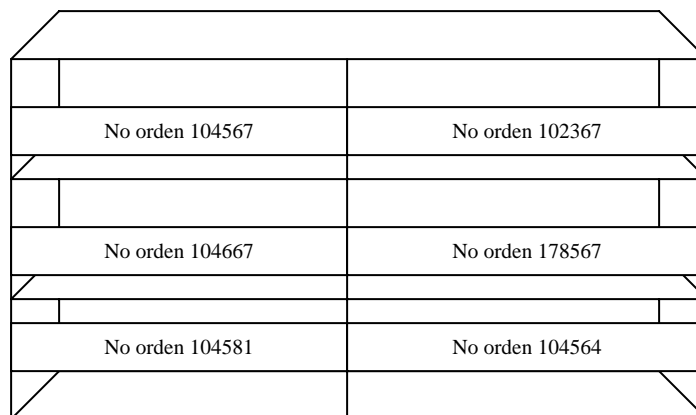 No orden 104567
No orden 102367
No orden 104667
No orden 178567
No orden 104581
No orden 104564